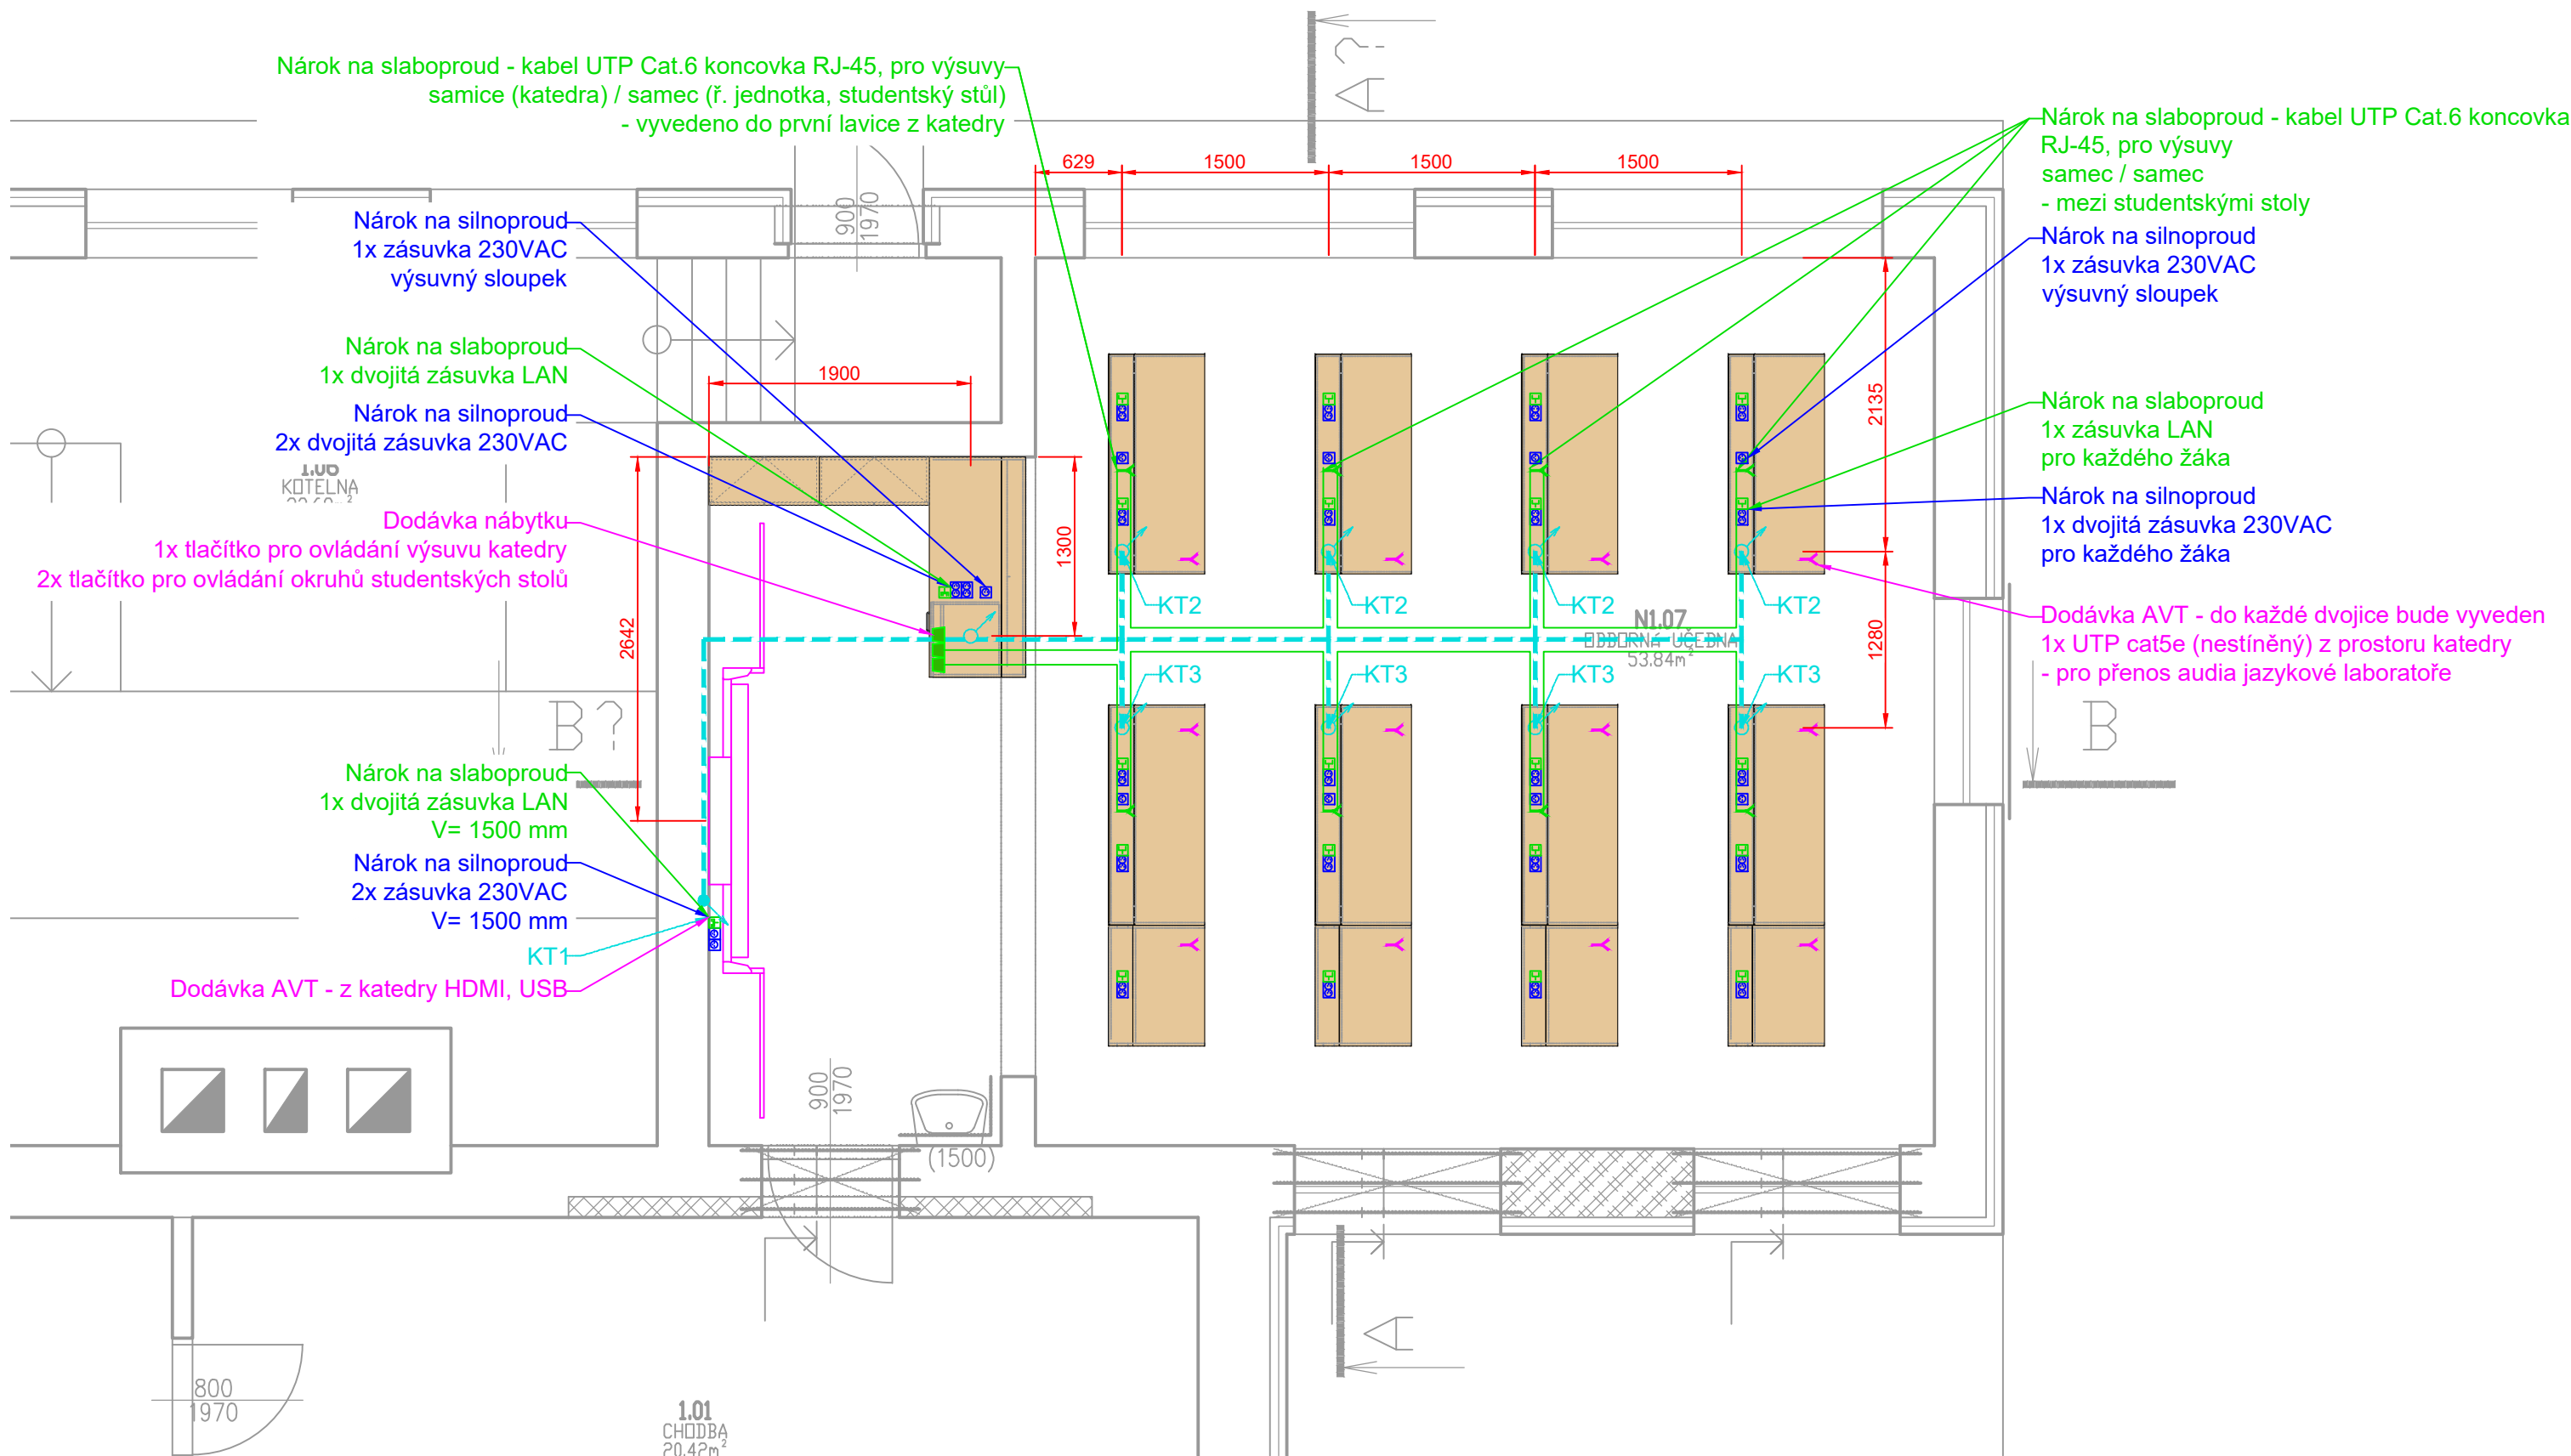 Nárok na slaboproud - kabel UTP Cat.6 koncovka RJ-45, pro výsuvy
samice (katedra) / samec (ř. jednotka, studentský stůl)
- vyvedeno do první lavice z katedry
A?
Nárok na slaboproud - kabel UTP Cat.6 koncovka
RJ-45, pro výsuvy
samec / samec
- mezi studentskými stoly
629
1500
1500
1500
Nárok na silnoproud
1x zásuvka 230VAC
výsuvný sloupek
900
1970
Nárok na silnoproud
1x zásuvka 230VAC
výsuvný sloupek
Nárok na slaboproud
1x dvojitá zásuvka LAN
1900
2135
Nárok na slaboproud
1x zásuvka LAN
pro každého žáka
Nárok na silnoproud
2x dvojitá zásuvka 230VAC
1.06
KOTELNA
Nárok na silnoproud
1x dvojitá zásuvka 230VAC
pro každého žáka
Dodávka nábytku
1x tlačítko pro ovládání výsuvu katedry
2x tlačítko pro ovládání okruhů studentských stolů
1300
2642
1280
KT2
KT2
KT2
KT2
N1.07
ODBORNÁ UČEBNA
53.84m²
Dodávka AVT - do každé dvojice bude vyveden
1x UTP cat5e (nestíněný) z prostoru katedry
- pro přenos audia jazykové laboratoře
KT3
KT3
KT3
KT3
B?
B
Nárok na slaboproud
1x dvojitá zásuvka LAN
V= 1500 mm
Nárok na silnoproud
2x zásuvka 230VAC
V= 1500 mm
KT1
Dodávka AVT - z katedry HDMI, USB
900
1970
(1500)
A
800
1970
1.01
CHODBA
20.42m²